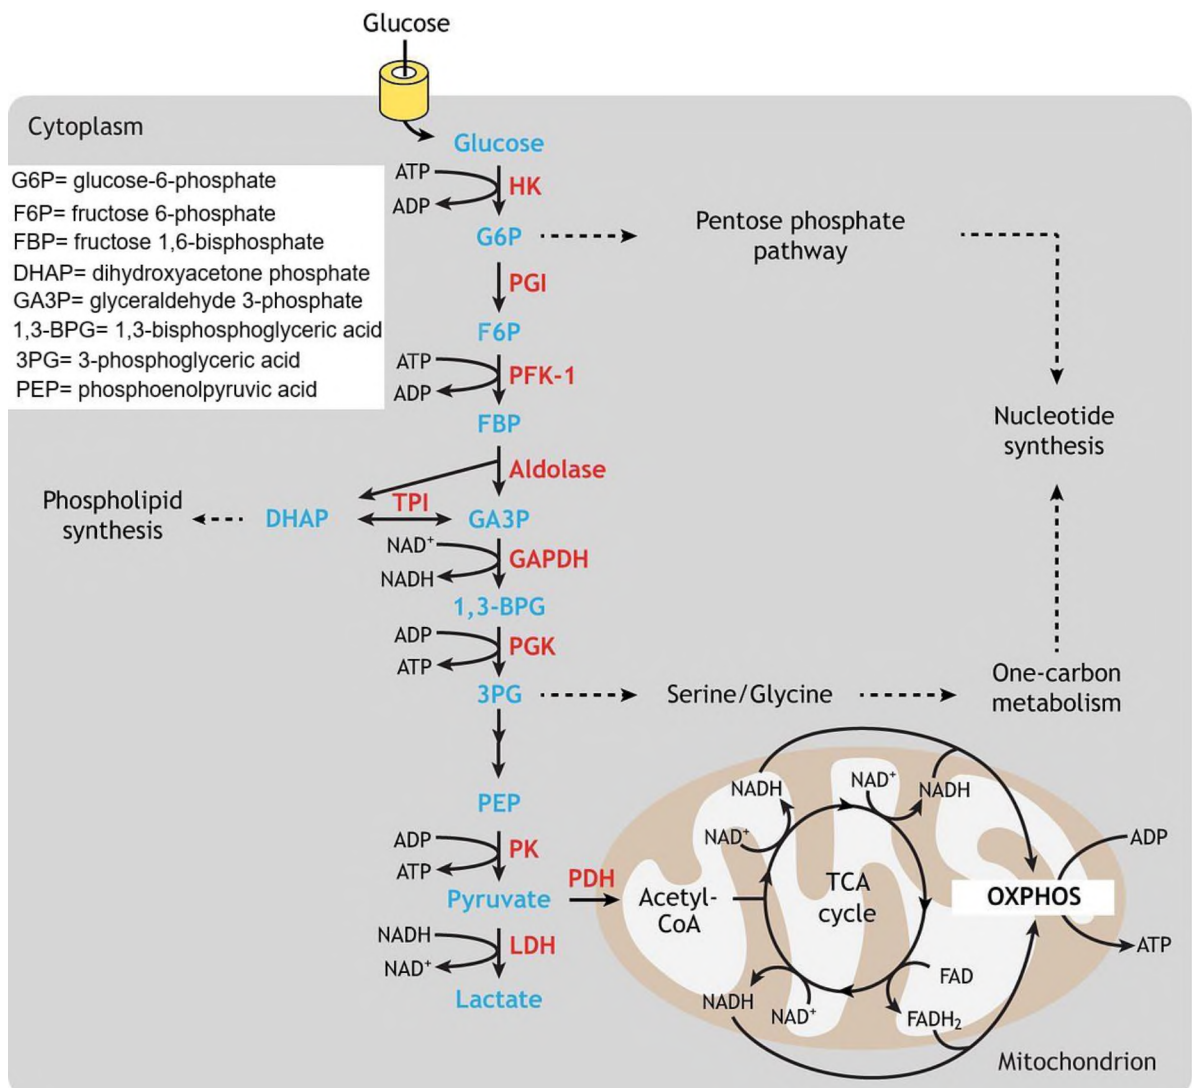 Glucose
Cytoplasm
Glucose
G6P= glucose-6-phosphate
F6P= fructose 6-phosphate
FBP= fructose 1,6-bisphosphate
DHAP= dihydroxyacetone phosphate
GA3P= glyceraldehyde 3-phosphate
1,3-BPG= 1,3-bisphosphoglyceric acid
3PG= 3-phosphoglyceric acid
PEP= phosphoenolpyruvic acid
ATP
HK
ADP
G6P
Pentose phosphate
pathway
PGI
F6P
ATP
PFK-1
ADP
FBP
Nucleotide
synthesis
Aldolase
Phospholipid
synthesis
DHAP
TPI
GA3P
NAD⁺
GAPDH
NADH
1,3-BPG
ADP
PGK
ATP
3PG
Serine/Glycine
One-carbon
metabolism
PEP
ADP
PK
ATP
Pyruvate
PDH
Acetyl-
CoA
TCA
cycle
NADH
NAD⁺
NAD⁺
NADH
OXPHOS
ADP
ATP
NADH
LDH
NAD⁺
Lactate
NADH
NAD⁺
FAD
FADH₂
Mitochondrion